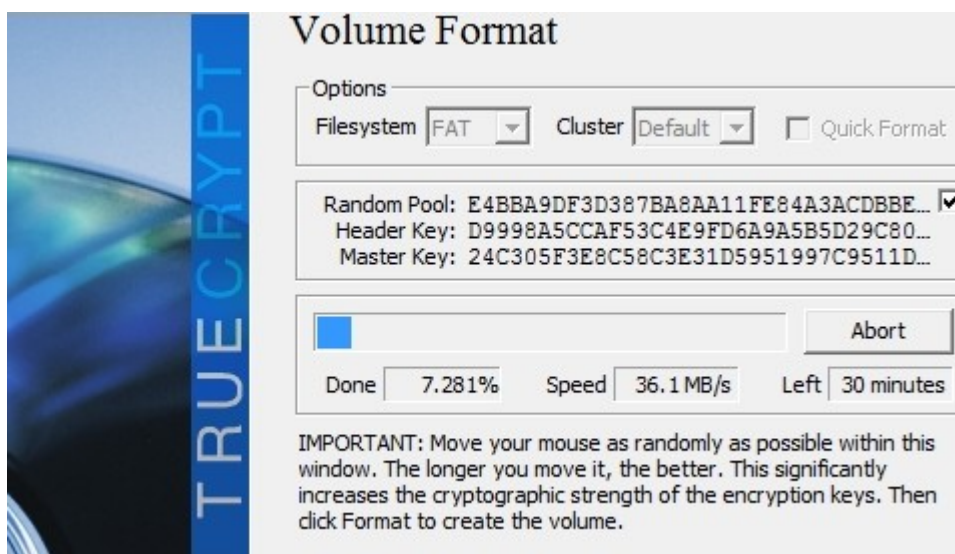 TRUECRYPT
Volume Format
Options
Filesystem FAT Cluster Default Quick Format
Random Pool: E4BBA9DF3D387BA8AA11FE84A3ACDBBE...
Header Key: D9998A5CCAF53C4E9FD6A9A5B5D29C80...
Master Key: 24C305F3E8C58C3E31D5951997C9511D...
Abort
Done 7.281% Speed 36.1 MB/s Left 30 minutes
IMPORTANT: Move your mouse as randomly as possible within this
window. The longer you move it, the better. This significantly
increases the cryptographic strength of the encryption keys. Then
click Format to create the volume.